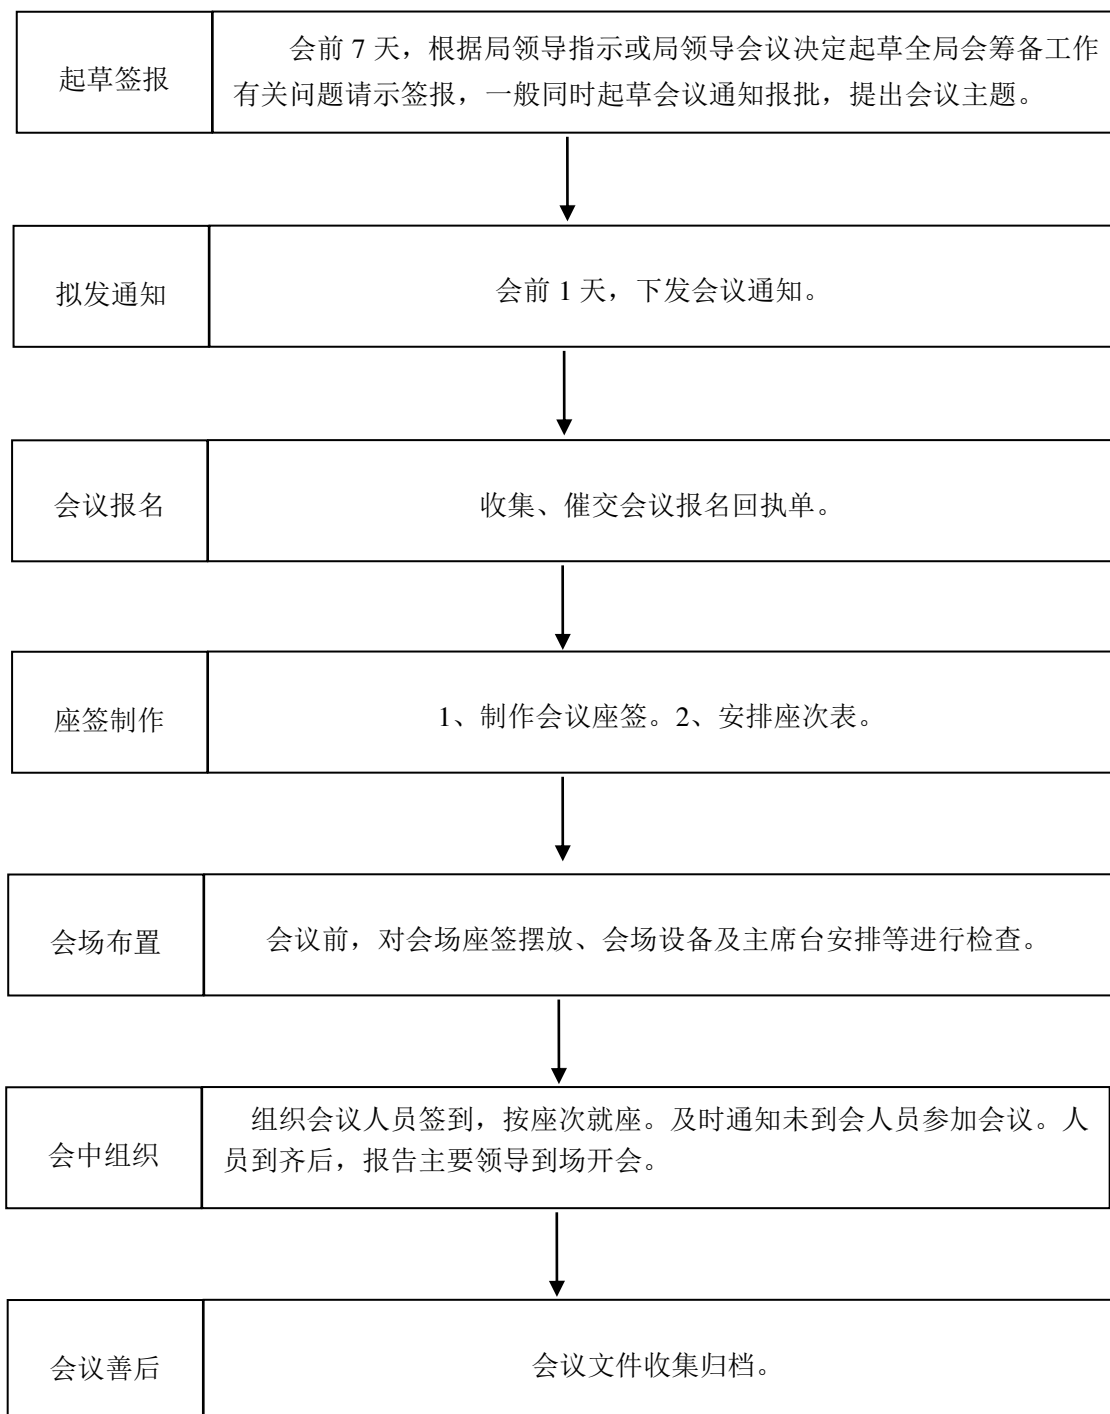 起草签报
会前 7 天，根据局领导指示或局领导会议决定起草全局会筹备工作
有关问题请示签报，一般同时起草会议通知报批，提出会议主题。
拟发通知
会前 1 天，下发会议通知。
会议报名
收集、催交会议报名回执单。
座签制作
1、制作会议座签。2、安排座次表。
会场布置
会议前，对会场座签摆放、会场设备及主席台安排等进行检查。
会中组织
组织会议人员签到，按座次就座。及时通知未到会人员参加会议。人
员到齐后，报告主要领导到场开会。
会议善后
会议文件收集归档。